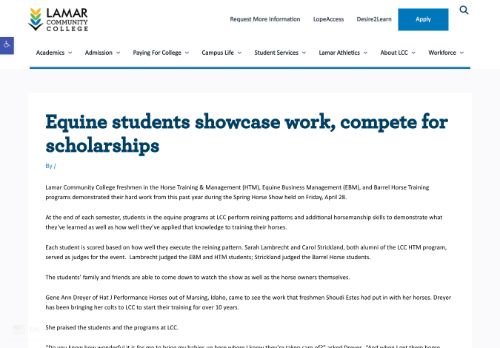 LAMAR
COMMUNITY
COLLEGE
Request More Information LopeAccess Desire2Learn Apply
Academics Admission Paying For College Campus Life Student Services Lamar Athletics About LCC Workforce
Equine students showcase work, compete for
scholarships
By /
Lamar Community College freshmen in the Horse Training & Management (HTM), Equine Business Management (EBM), and Barrel Horse Training
programs demonstrated their hard work from this past year during the Spring Horse Show held on Friday, April 28.
At the end of each semester, students in the equine programs at LCC perform reining patterns and additional horsemanship skills to demonstrate what
they've learned as well as how well they've applied that knowledge to training their horses.
Each student is scored based on how well they execute the reining pattern. Sarah Lambrecht and Carol Strickland, both alumni of the LCC HTM program,
served as judges for the event. Lambrecht judged the EBM and HTM students; Strickland judged the Barrel Horse students.
The students' family and friends are able to come down to watch the show as well as the horse owners themselves.
Gene Ann Dreyer of Hat J Performance Horses out of Marsing, Idaho, came to see the work that freshmen Shoudi Estes had put in with her horses. Dreyer
has been bringing her colts to LCC to start their training for over 10 years.
She praised the students and the programs at LCC.